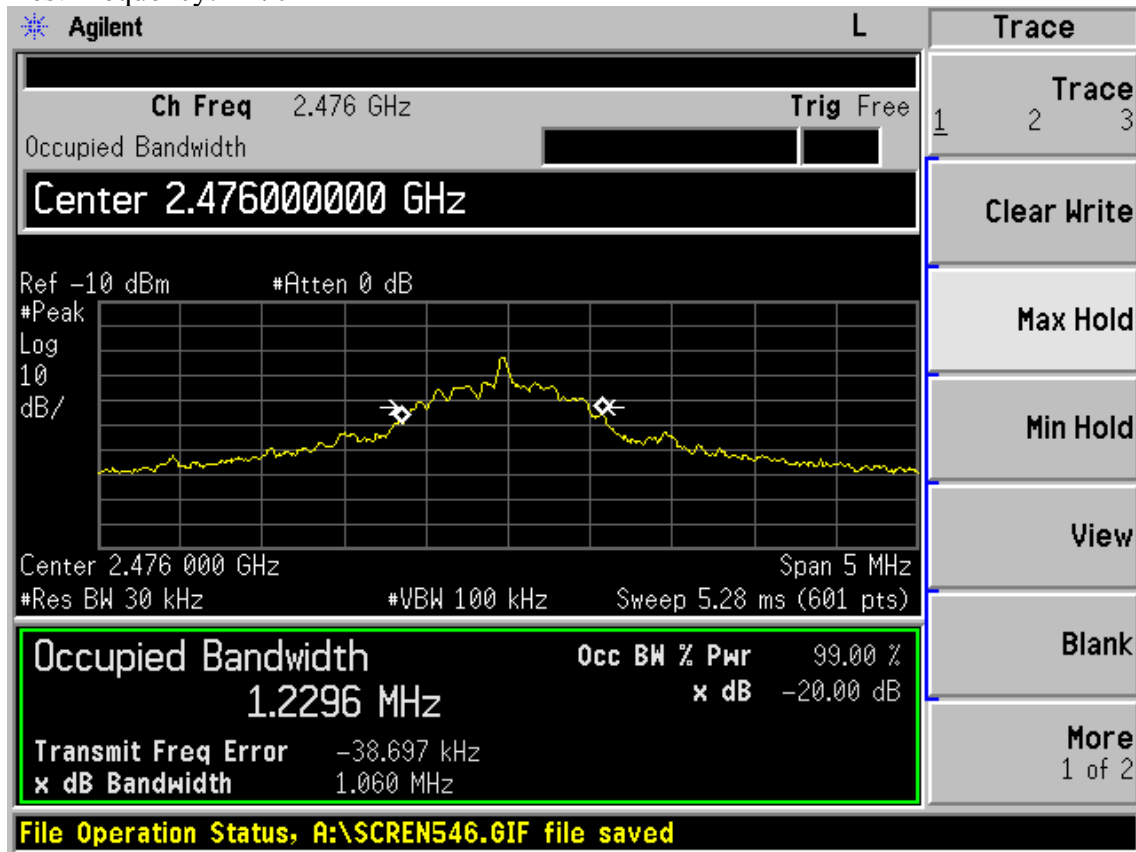 Agilent L Trace
Ch Freq 2.476 GHz Trig Free
Occupied Bandwidth
Center 2.476000000 GHz
Ref -10 dBm #Atten 0 dB
#Peak
Log
10
dB/
Center 2.476 000 GHz Span 5 MHz
#Res BW 30 kHz #VBW 100 kHz Sweep 5.28 ms (601 pts)
Occupied Bandwidth Occ BW % Pwr 99.00 %
1.2296 MHz x dB -20.00 dB
Transmit Freq Error -38.697 kHz
x dB Bandwidth 1.060 MHz
File Operation Status, A:\SCREN546.GIF file saved
Trace
1 2 3
Clear Write
Max Hold
Min Hold
View
Blank
More
1 of 2